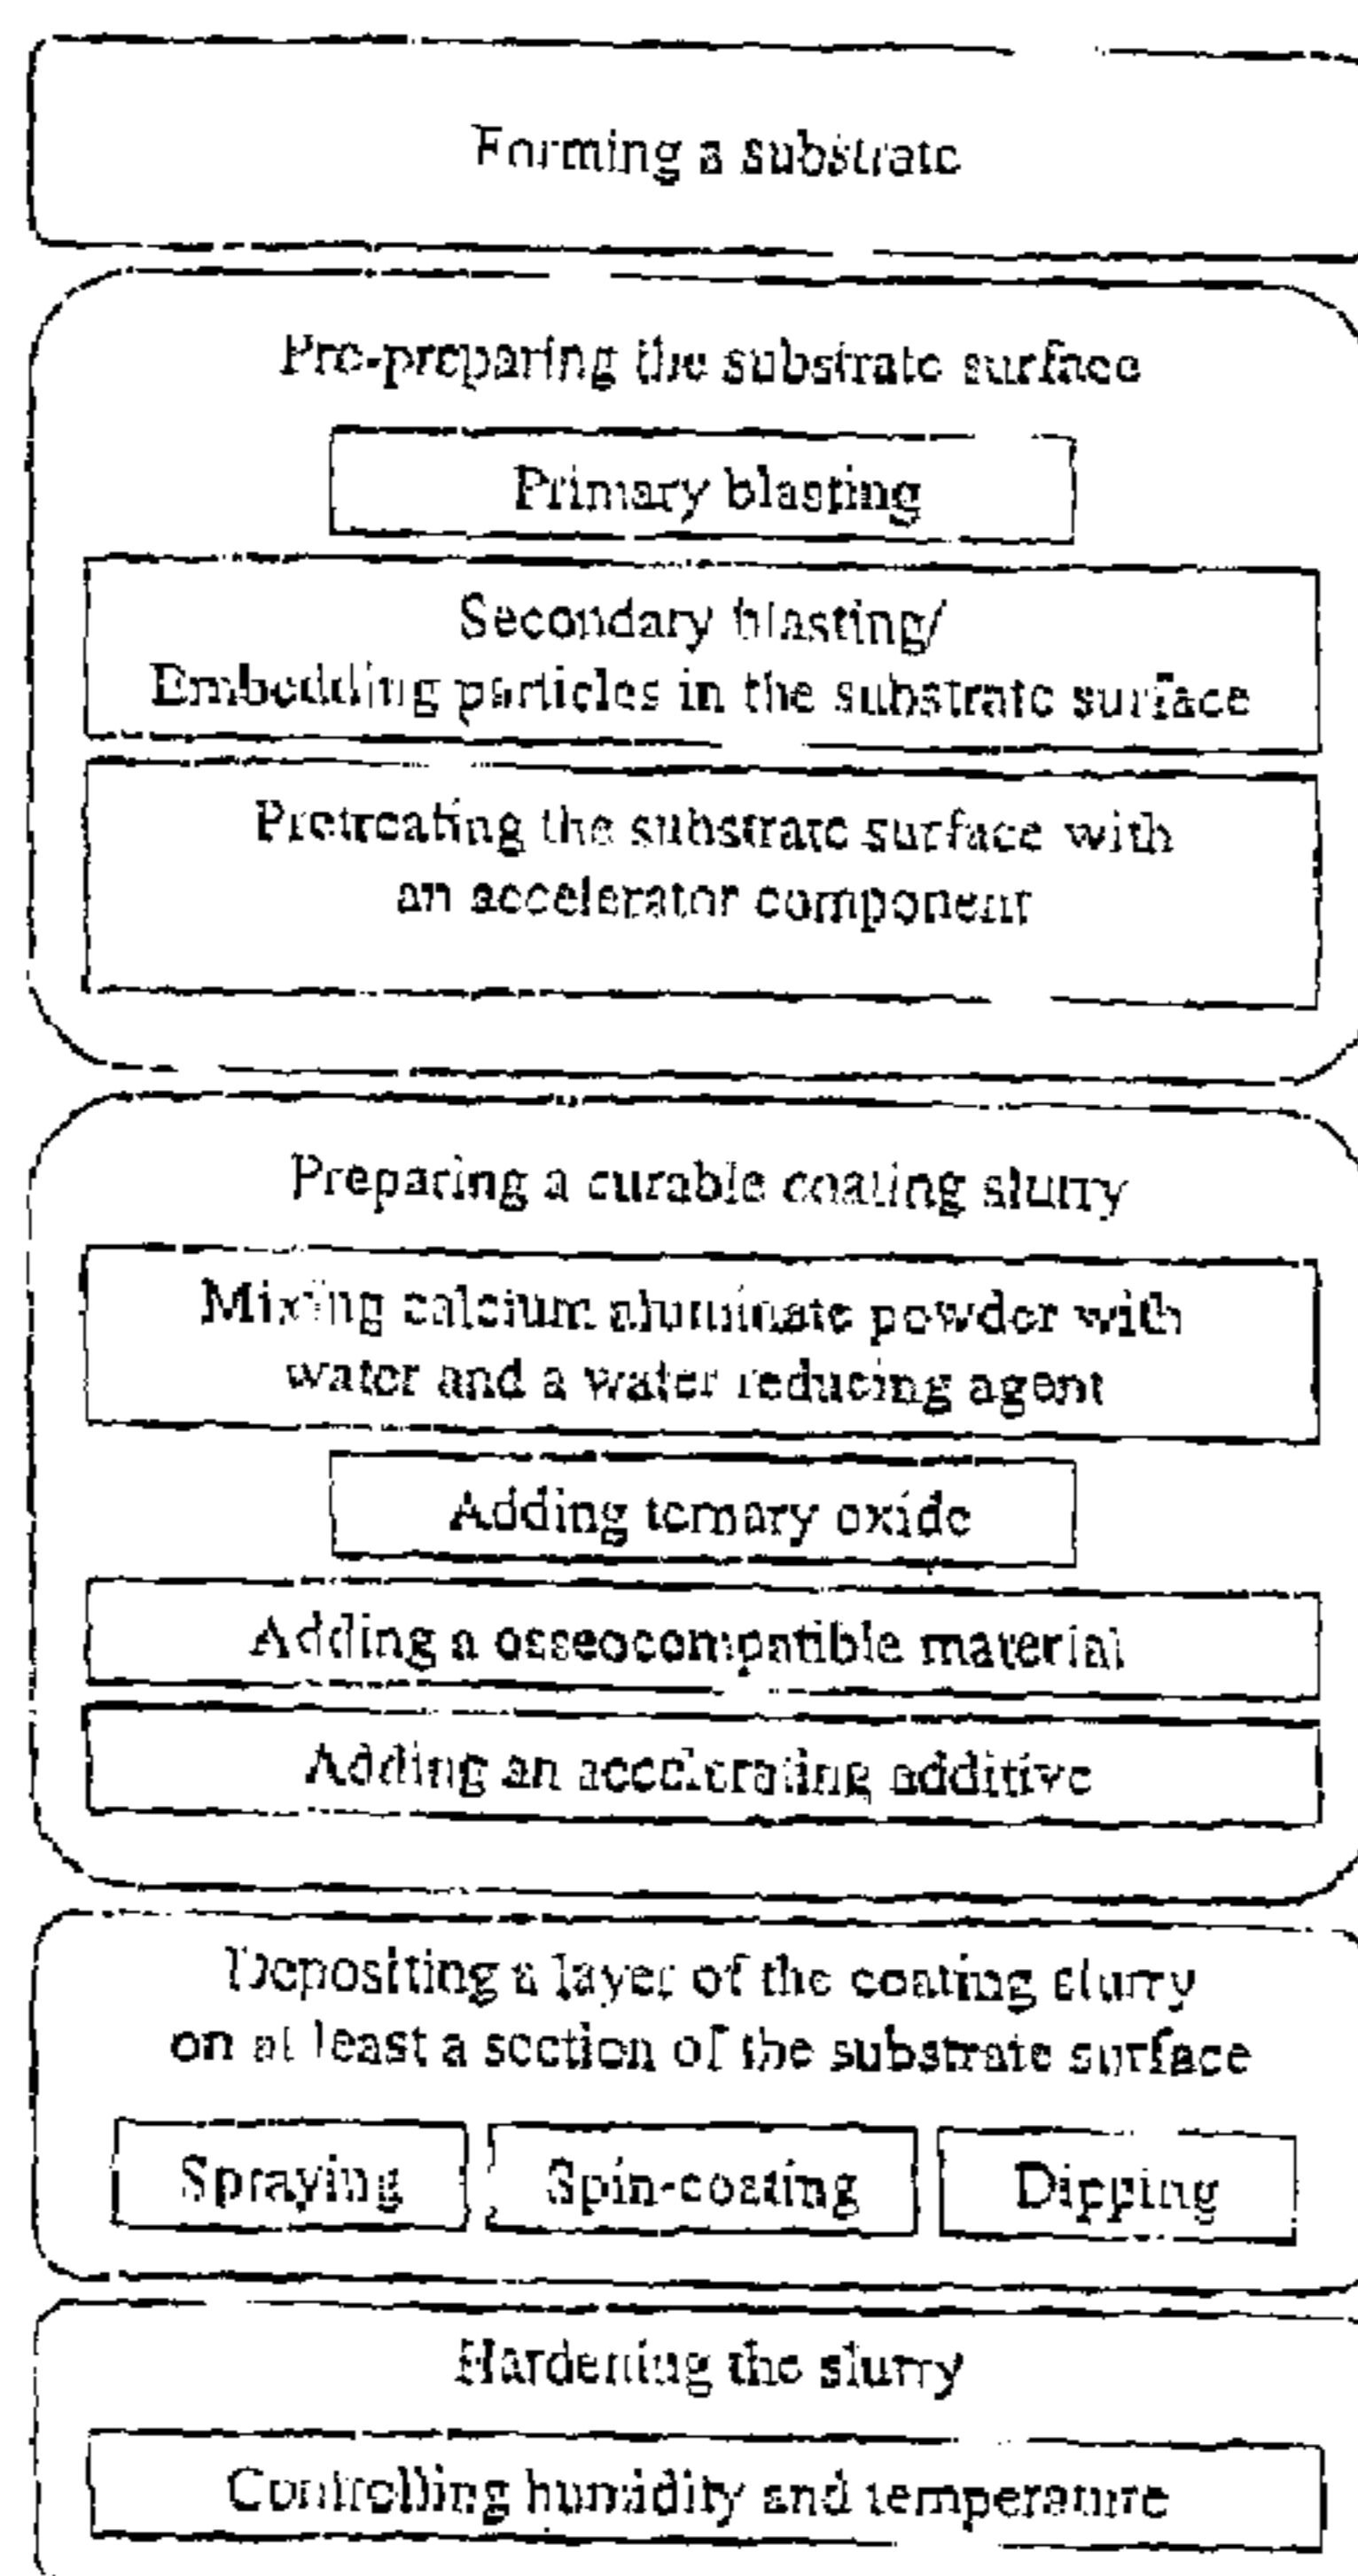 Forming a substrate
Pre-preparing the substrate surface
Primary blasting
Secondary blasting/
Embedding particles in the substrate surface
Pretreating the substrate surface with
an accelerator component
Preparing a curable coating slurry
Mixing calcium aluminate powder with
water and a water reducing agent
Adding ternary oxide
Adding a osseocompatible material
Adding an accelerating additive
Depositing a layer of the coating slurry
on at least a section of the substrate surface
Spraying
Spin-coating
Dipping
Hardening the slurry
Controlling humidity and temperature